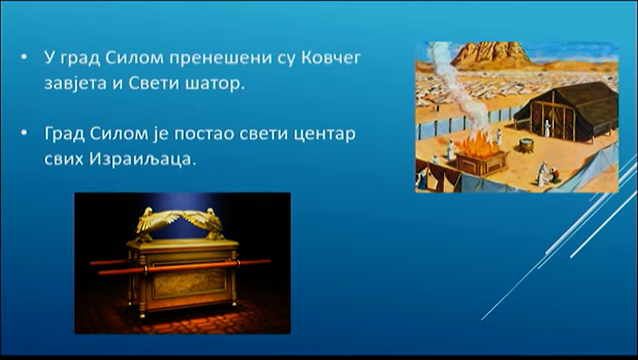 • У град Силом пренешени су Ковчег
завјета и Свети шатор.
• Град Силом је постао свети центар
свих Израиљаца.